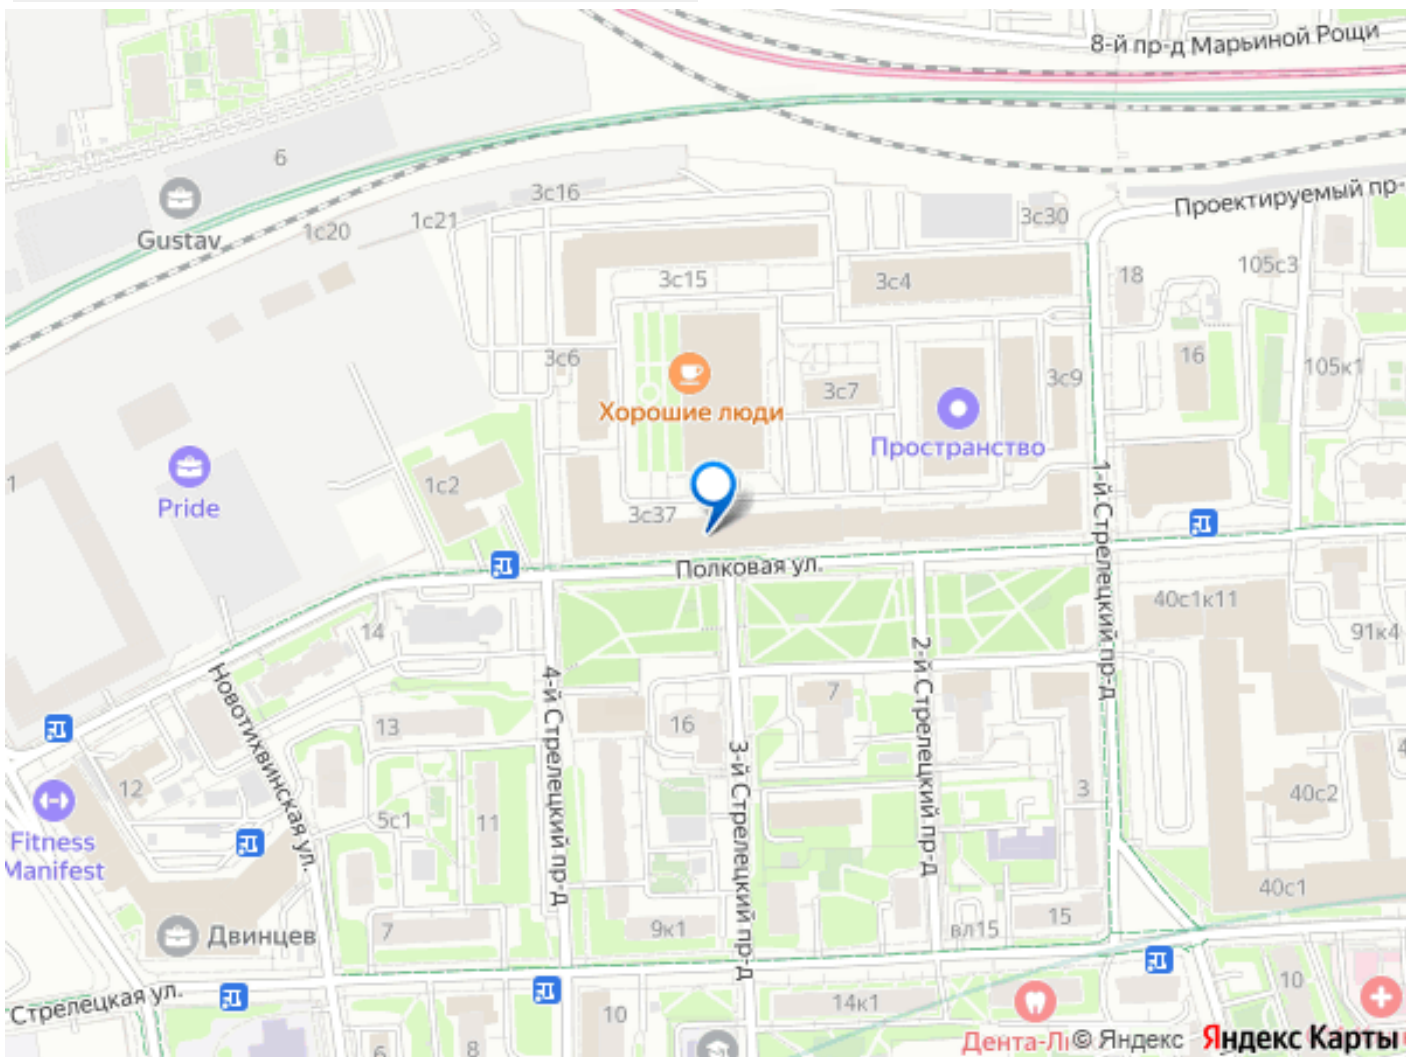 8-й пр-д Марьиной Рощи
6
3с16
Проектируемый пр-
Gustav
1с20
1с21
3с30
3с15
3с4
18
105с3
3с6
16
105к1
3с7
3с9
Хорошие люди
Пространство
1
Pride
1с2
3с37
1-й Стрелецкий пр-д
Полковая ул.
14
40с1к11
91к4
Новотихвинская ул.
4-й Стрелецкий пр-д
2-й Стрелецкий пр-д
7
13
16
3-й Стрелецкий пр-д
12
3
40с2
4
Fitness
Manifest
5с1
11
40с1
Двинцев
7
9к1
вл15
15
Стрелецкая ул.
10
14к1
10
6
8
Дента-Л
© Яндекс
Яндекс Карты